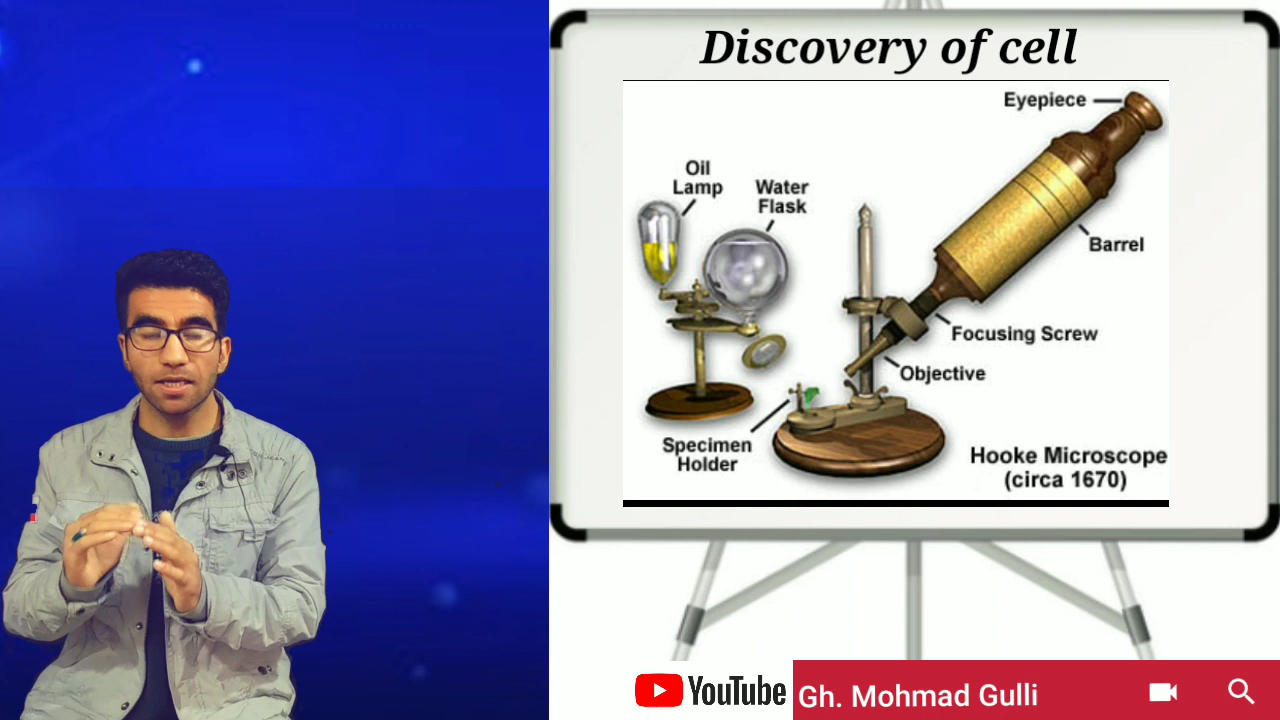 Discovery of cell
Eyepiece
Oil
Lamp
Water
Flask
Barrel
Focusing Screw
Objective
Specimen
Holder
Hooke Microscope
(circa 1670)
YouTube
Gh. Mohmad Gulli